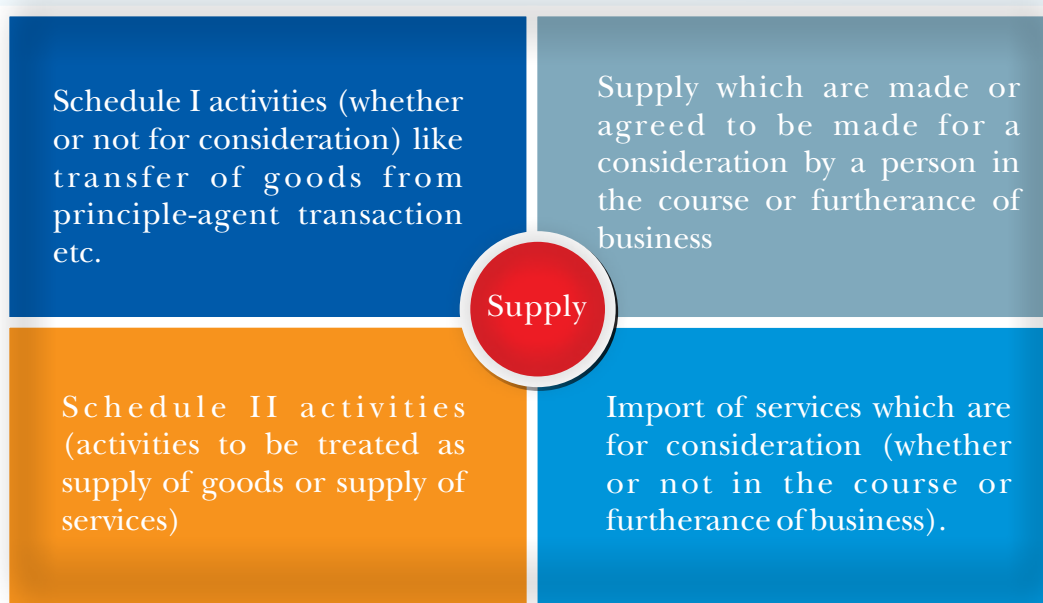 Schedule I activities (whether
or not for consideration) like
transfer of goods from
principle-agent transaction
etc.
Supply which are made or
agreed to be made for a
consideration by a person in
the course or furtherance of
business
Supply
Schedule II activities
(activities to be treated as
supply of goods or supply of
services)
Import of services which are
for consideration (whether
or not in the course or
furtherance of business).